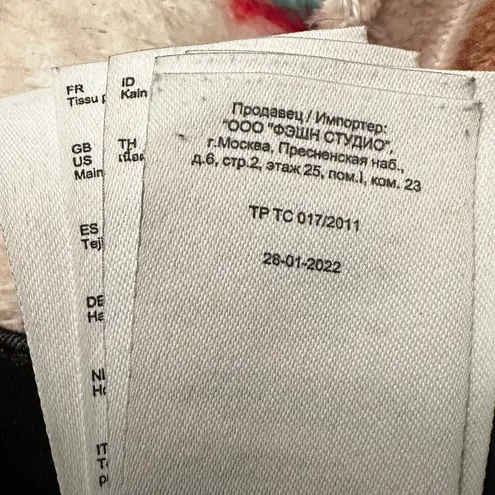 FR
Tissu
GB
US
Main
ES
DE
IT
ID
Kain
TH
Продавец / Импортер:
"ООО "ФЭШН СТУДИО",
г.Москва, Пресненская наб.,
д.6, стр.2, этаж 25, пом.I, ком. 23
ТР ТС 017/2011
28-01-2022